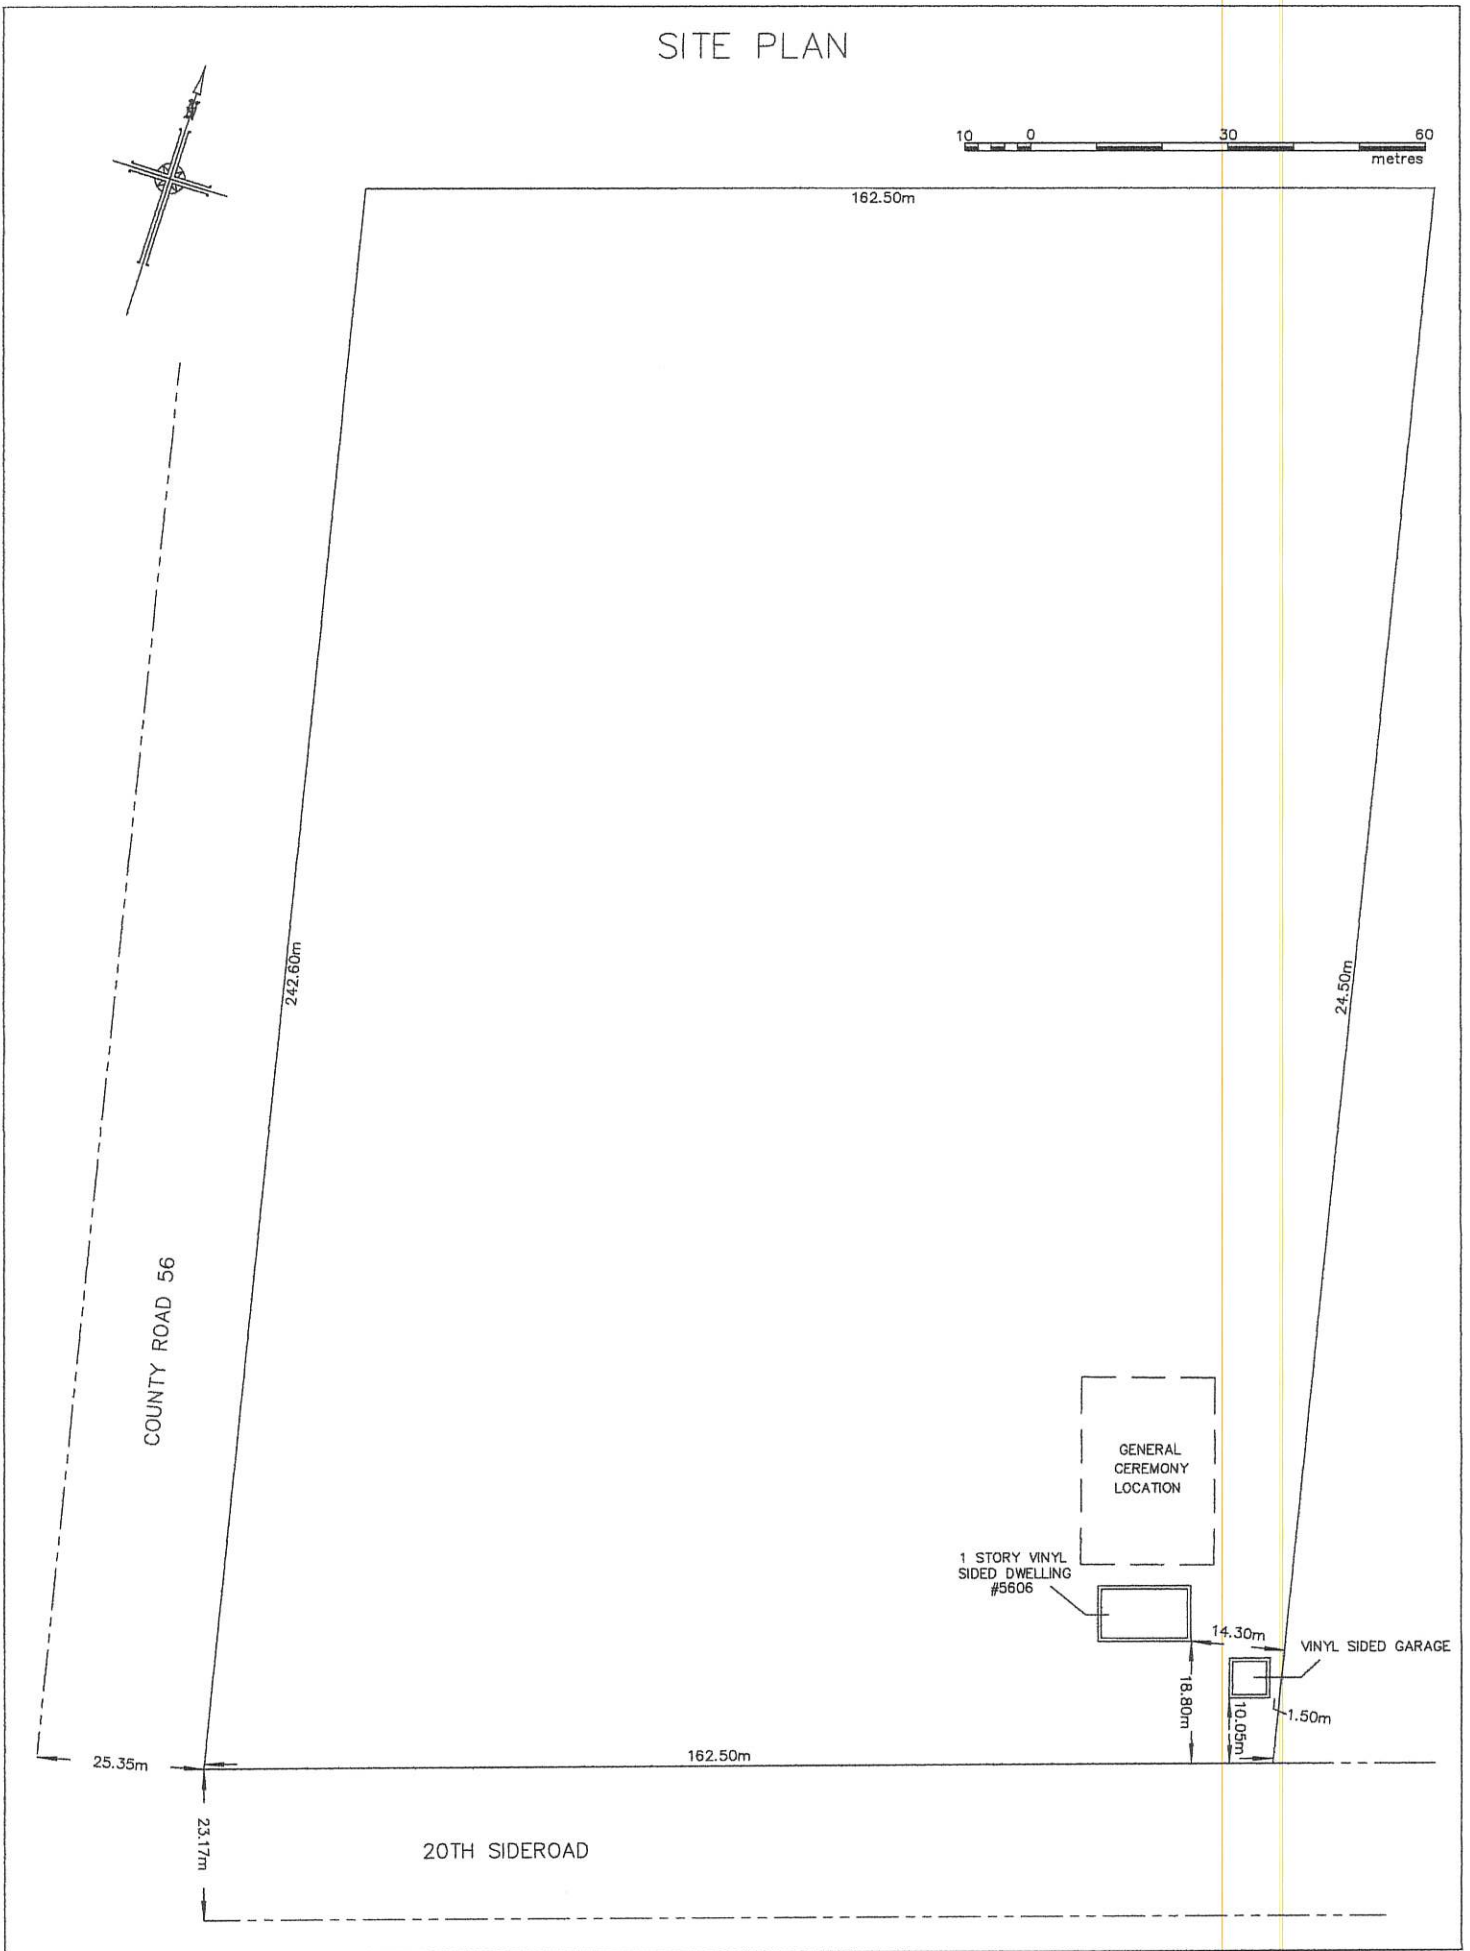 SITE PLAN
10 0 30 60
metres
162.50m
242.60m
24.50m
COUNTY ROAD 56
GENERAL
CEREMONY
LOCATION
1 STORY VINYL
SIDED DWELLING
#5606
14.30m
VINYL SIDED GARAGE
18.80m
10.05m
1.50m
162.50m
25.35m
23.17m
20TH SIDEROAD